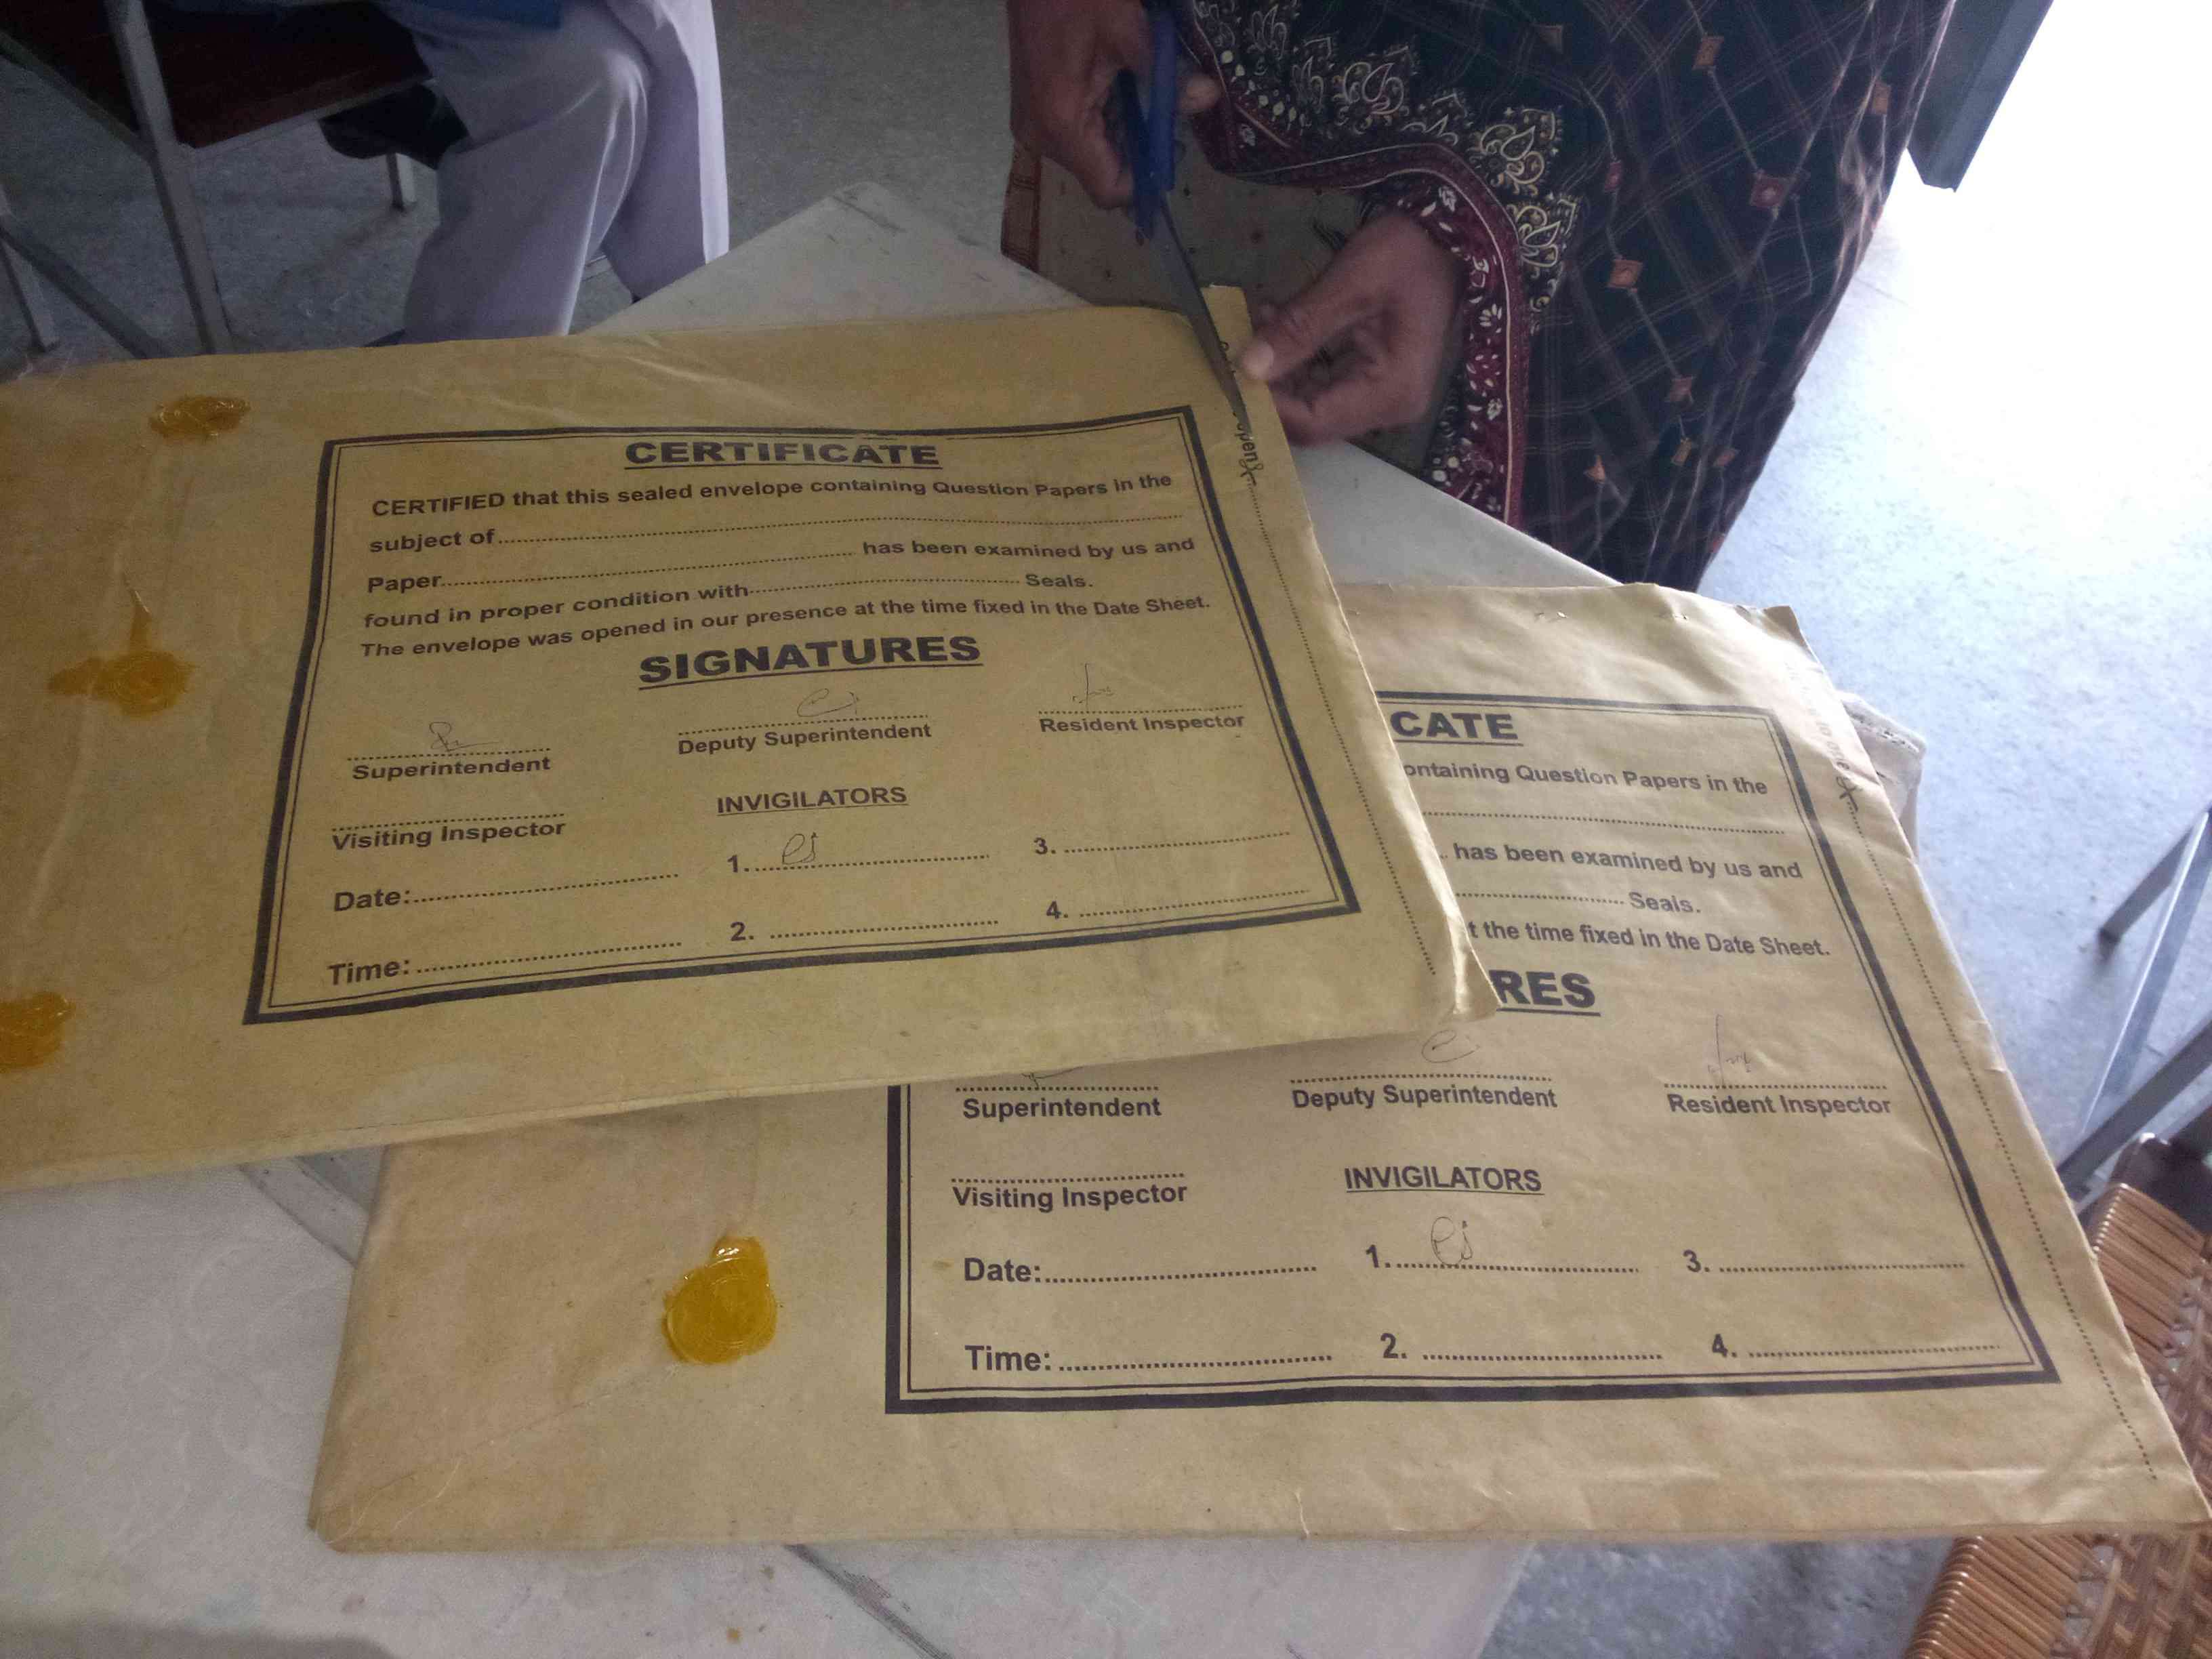 CERTIFICATE
CERTIFIED that this sealed envelope containing Question Papers in the
subject of
Paper has been examined by us and
found in proper condition with Seals.
The envelope was opened in our presence at the time fixed in the Date Sheet.
SIGNATURES
Superintendent
Deputy Superintendent
Resident Inspector
Visiting Inspector
INVIGILATORS
Date:
1.
3.
Time:
2.
4.
open
CATE
ontaining Question Papers in the
has been examined by us and
Seals.
t the time fixed in the Date Sheet.
RES
Superintendent
Deputy Superintendent
Resident Inspector
Visiting Inspector
INVIGILATORS
Date:
1.
3.
Time:
2.
4.